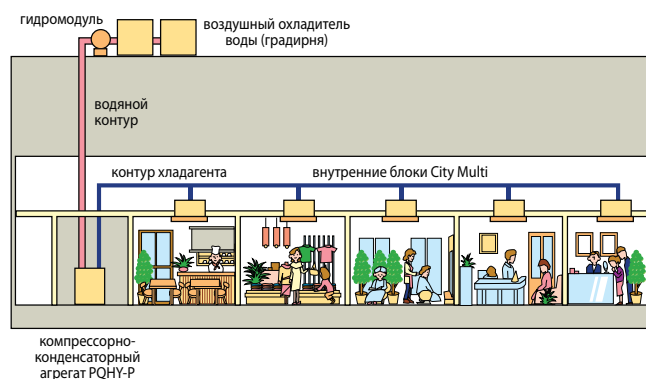 гидромодуль
воздушный охладитель
воды (градирня)
водяной
контур
контур хладагента
внутренние блоки City Multi
компрессорно-
конденсаторный
агрегат PQHY-P